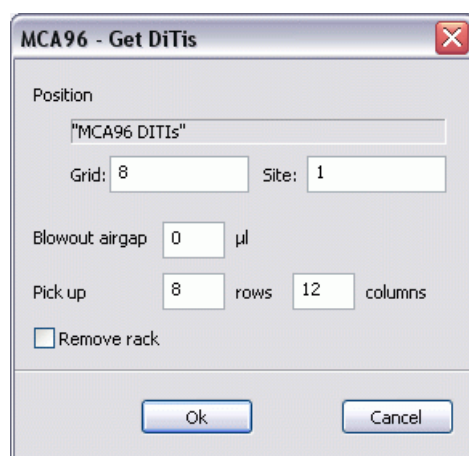 MCA96 - Get DiTis
Position
"MCA96 DITIs"
Grid: 8 Site: 1
Blowout airgap 0 µl
Pick up 8 rows 12 columns
Remove rack
Ok Cancel